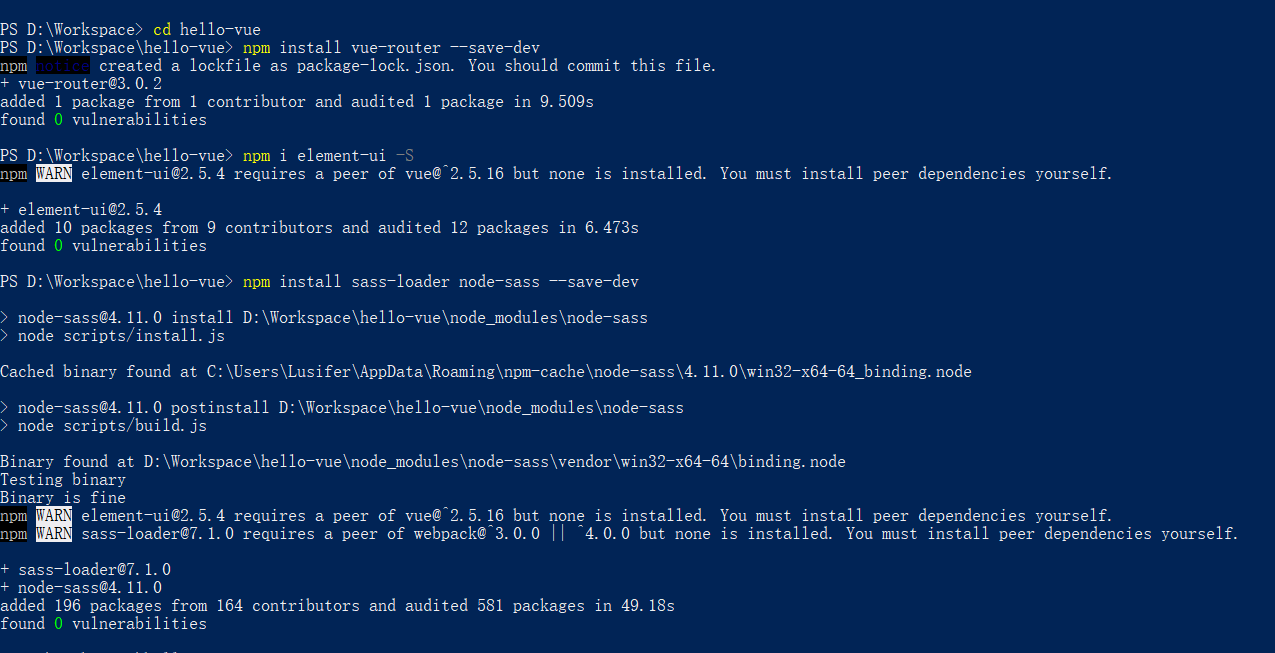 PS D:\Workspace> cd hello-vue
PS D:\Workspace\hello-vue> npm install vue-router --save-dev
npm notice created a lockfile as package-lock.json. You should commit this file.
+ vue-router@3.0.2
added 1 package from 1 contributor and audited 1 package in 9.509s
found 0 vulnerabilities
PS D:\Workspace\hello-vue> npm i element-ui -S
npm WARN element-ui@2.5.4 requires a peer of vue@^2.5.16 but none is installed. You must install peer dependencies yourself.
+ element-ui@2.5.4
added 10 packages from 9 contributors and audited 12 packages in 6.473s
found 0 vulnerabilities
PS D:\Workspace\hello-vue> npm install sass-loader node-sass --save-dev
> node-sass@4.11.0 install D:\Workspace\hello-vue\node_modules\node-sass
> node scripts/install.js
Cached binary found at C:\Users\Lusifer\AppData\Roaming\npm-cache\node-sass\4.11.0\win32-x64-64_binding.node
> node-sass@4.11.0 postinstall D:\Workspace\hello-vue\node_modules\node-sass
> node scripts/build.js
Binary found at D:\Workspace\hello-vue\node_modules\node-sass\vendor\win32-x64-64\binding.node
Testing binary
Binary is fine
npm WARN element-ui@2.5.4 requires a peer of vue@^2.5.16 but none is installed. You must install peer dependencies yourself.
npm WARN sass-loader@7.1.0 requires a peer of webpack@^3.0.0 || ^4.0.0 but none is installed. You must install peer dependencies yourself.
+ sass-loader@7.1.0
+ node-sass@4.11.0
added 196 packages from 164 contributors and audited 581 packages in 49.18s
found 0 vulnerabilities